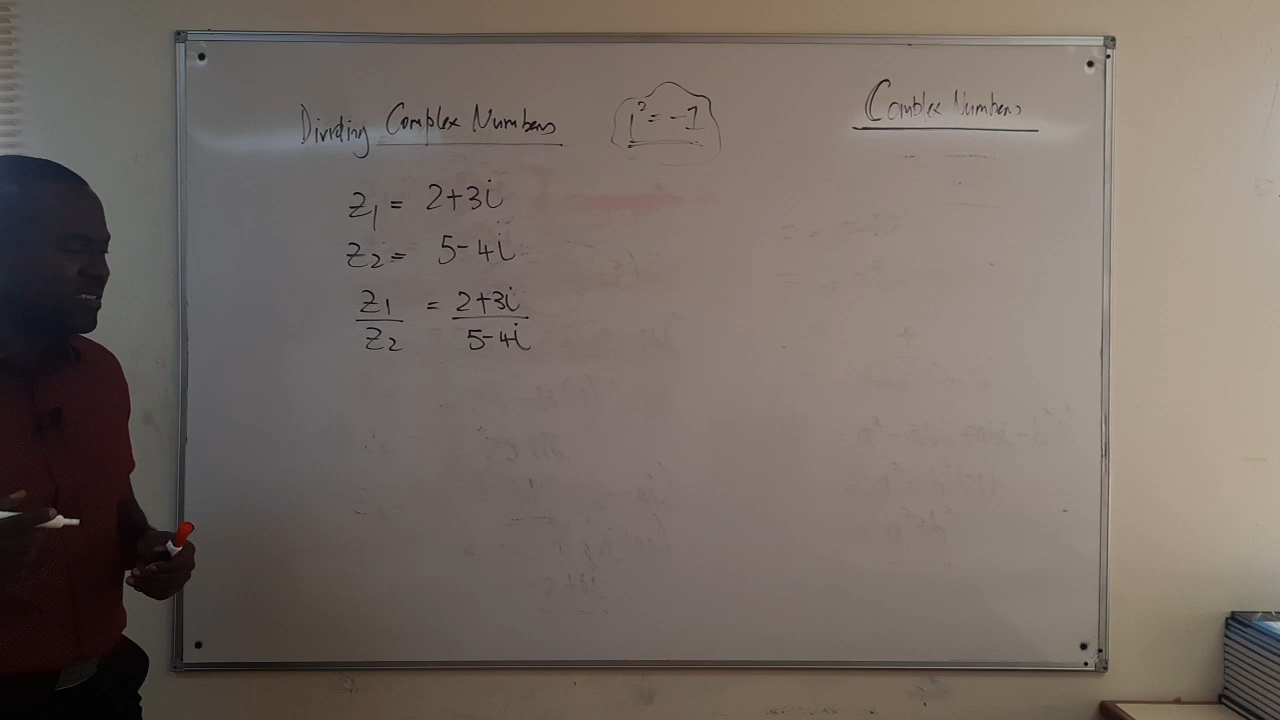 Dividing Complex Numbers
i² = -1
Complex Numbers
z₁ = 2+3i
z₂ = 5-4i
z₁/z₂ = (2+3i)/(5-4i)